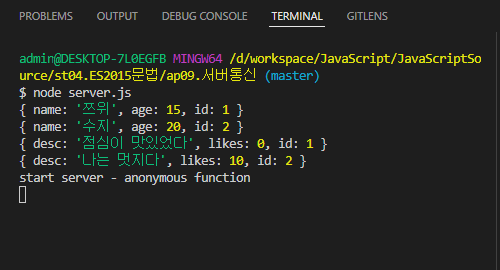 PROBLEMS OUTPUT DEBUG CONSOLE TERMINAL GITLENS
admin@DESKTOP-7L0EGFB MINGW64 /d/workspace/JavaScript/JavaScriptSo
urce/st04.ES2015문법/ap09.서버통신 (master)
$ node server.js
{ name: '쯔위', age: 15, id: 1 }
{ name: '수지', age: 20, id: 2 }
{ desc: '점심이 맛있었다', likes: 0, id: 1 }
{ desc: '나는 멋지다', likes: 10, id: 2 }
start server - anonymous function